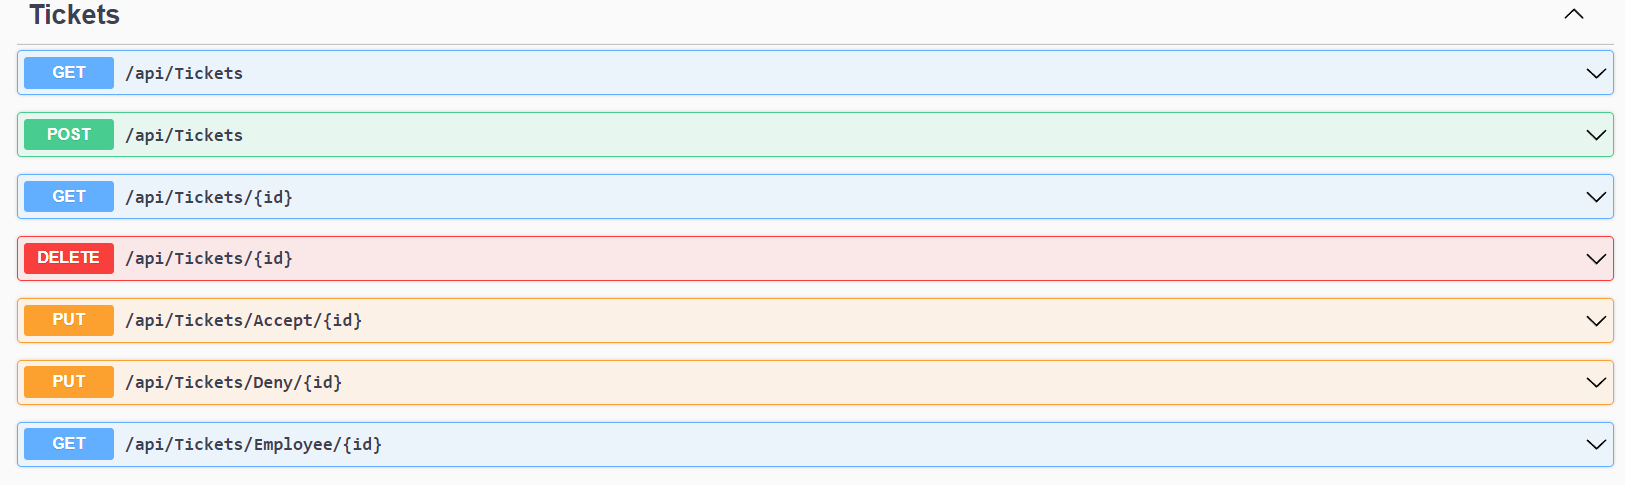 Tickets
GET /api/Tickets
POST /api/Tickets
GET /api/Tickets/{id}
DELETE /api/Tickets/{id}
PUT /api/Tickets/Accept/{id}
PUT /api/Tickets/Deny/{id}
GET /api/Tickets/Employee/{id}